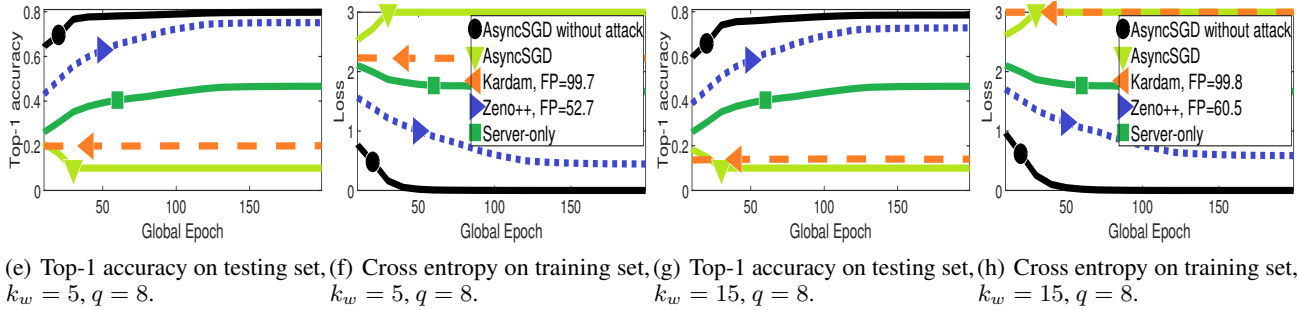 Top-1 accuracy
0.8
0.6
0.4
0.2
0
50
100
150
Global Epoch
Loss
3
2
1
0
50
100
150
Global Epoch
AsyncSGD without attack
AsyncSGD
Kardam, FP=99.7
Zeno++, FP=52.7
Server-only
Top-1 accuracy
0.8
0.6
0.4
0.2
0
50
100
150
Global Epoch
Loss
3
2
1
0
50
100
150
Global Epoch
AsyncSGD without attack
AsyncSGD
Kardam, FP=99.8
Zeno++, FP=60.5
Server-only
(e) Top-1 accuracy on testing set,
k_w = 5, q = 8.
(f) Cross entropy on training set,
k_w = 5, q = 8.
(g) Top-1 accuracy on testing set,
k_w = 15, q = 8.
(h) Cross entropy on training set,
k_w = 15, q = 8.